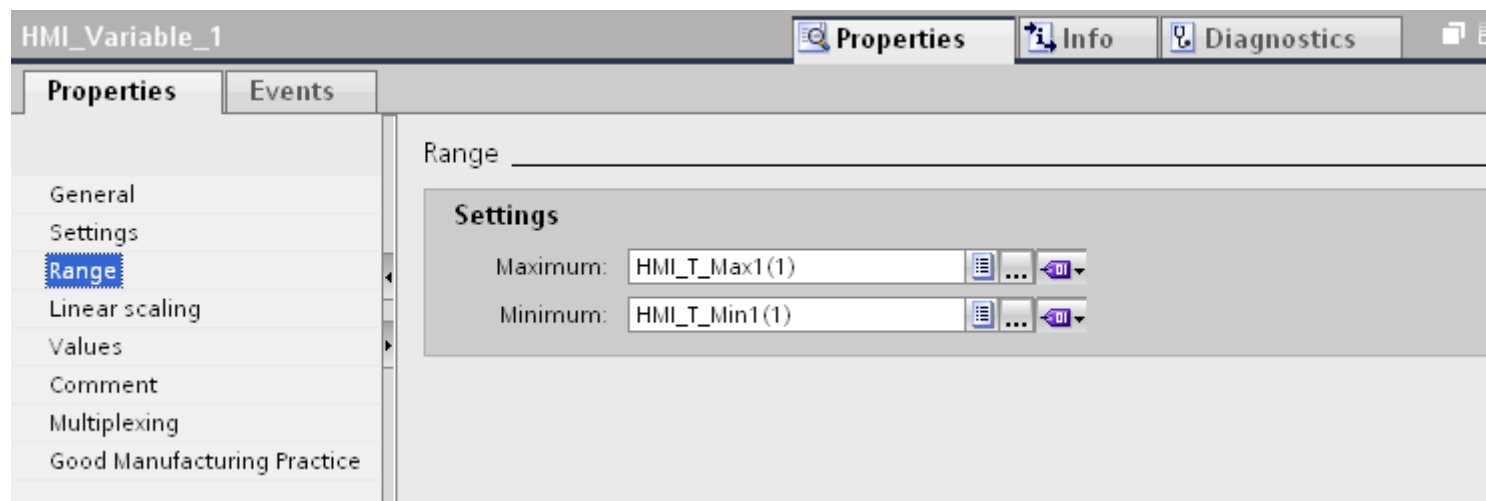 HMI_Variable_1 Properties Info Diagnostics
Properties Events
Range
General
Settings
Settings
Range
Maximum: HMI_T_Max1(1) ...
Linear scaling
Minimum: HMI_T_Min1(1) ...
Values
Comment
Multiplexing
Good Manufacturing Practice